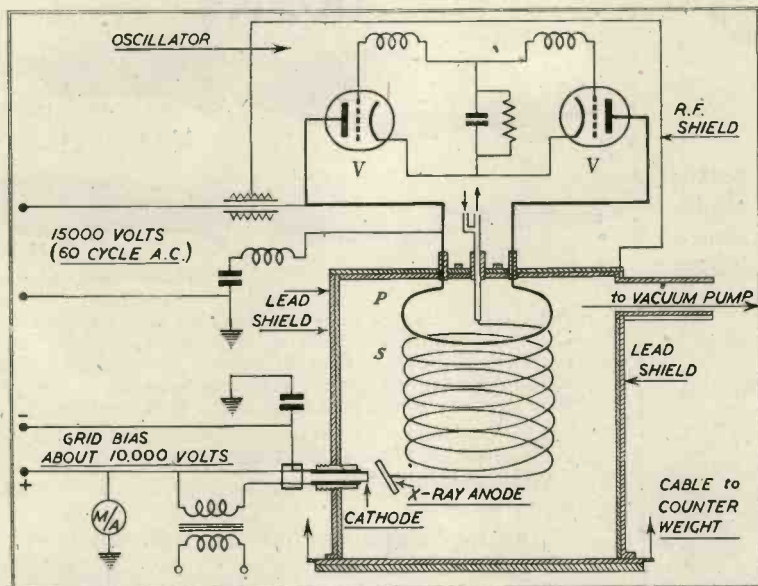 OSCILLATOR
R.F.
SHIELD
V
V
15000 VOLTS
(60 CYCLE A.C.)
LEAD
SHIELD
P
S
to VACUUM PUMP
LEAD
SHIELD
-
GRID BIAS
ABOUT 10,000 VOLTS
+
M/A
X-RAY ANODE
CATHODE
CABLE to
COUNTER
WEIGHT